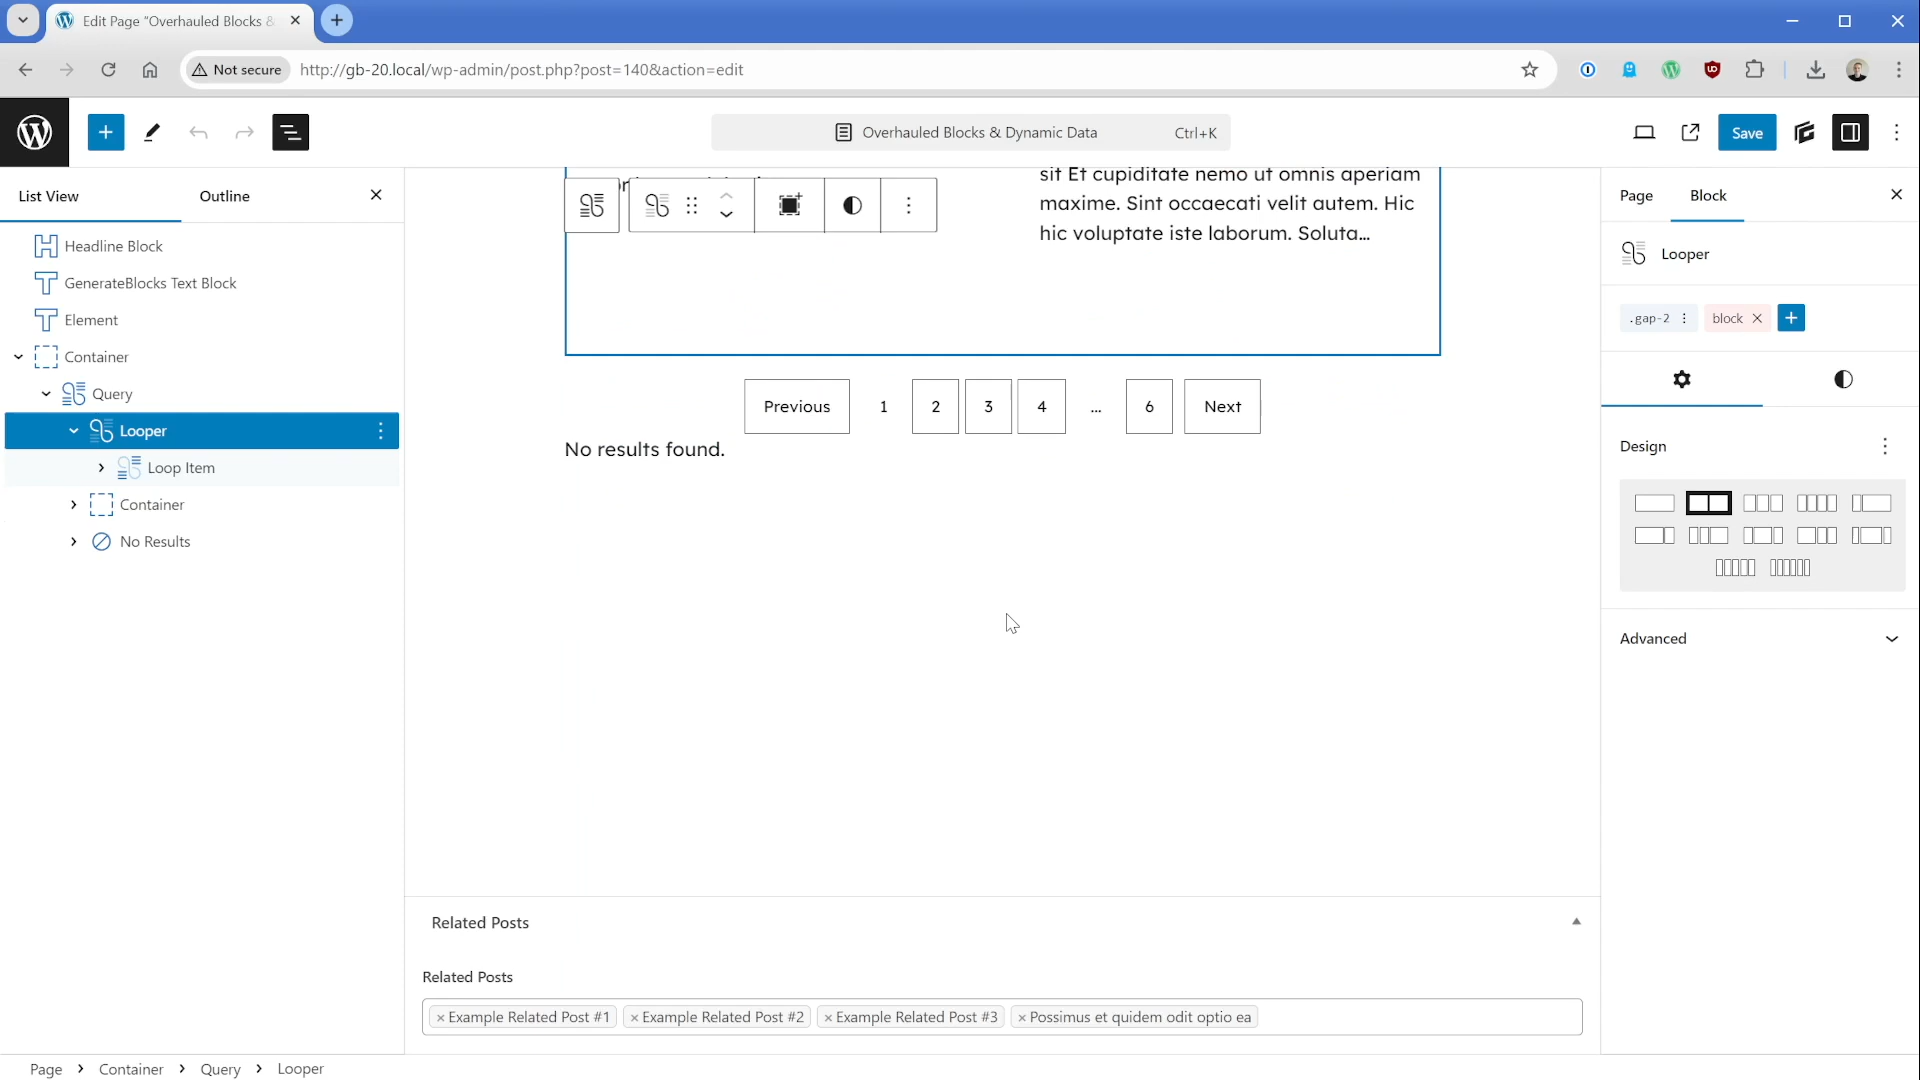 Edit Page “Overhauled Blocks &
Not secure
http://gb-20.local/wp-admin/post.php?post=140&action=edit
Overhauled Blocks & Dynamic Data
Ctrl+K
Save
List View
Outline
Page
Block
sit Et cupiditate nemo ut omnis aperiam
maxime. Sint occaecati velit autem. Hic
hic voluptate iste laborum. Soluta...
Headline Block
GenerateBlocks Text Block
Element
Container
Query
Looper
Loop Item
Container
No Results
Previous
1
2
3
4
...
6
Next
No results found.
Looper
.gap-2
block
Design
Advanced
Related Posts
Related Posts
× Example Related Post #1
× Example Related Post #2
× Example Related Post #3
× Possimus et quidem odit optio ea
Page
Container
Query
Looper